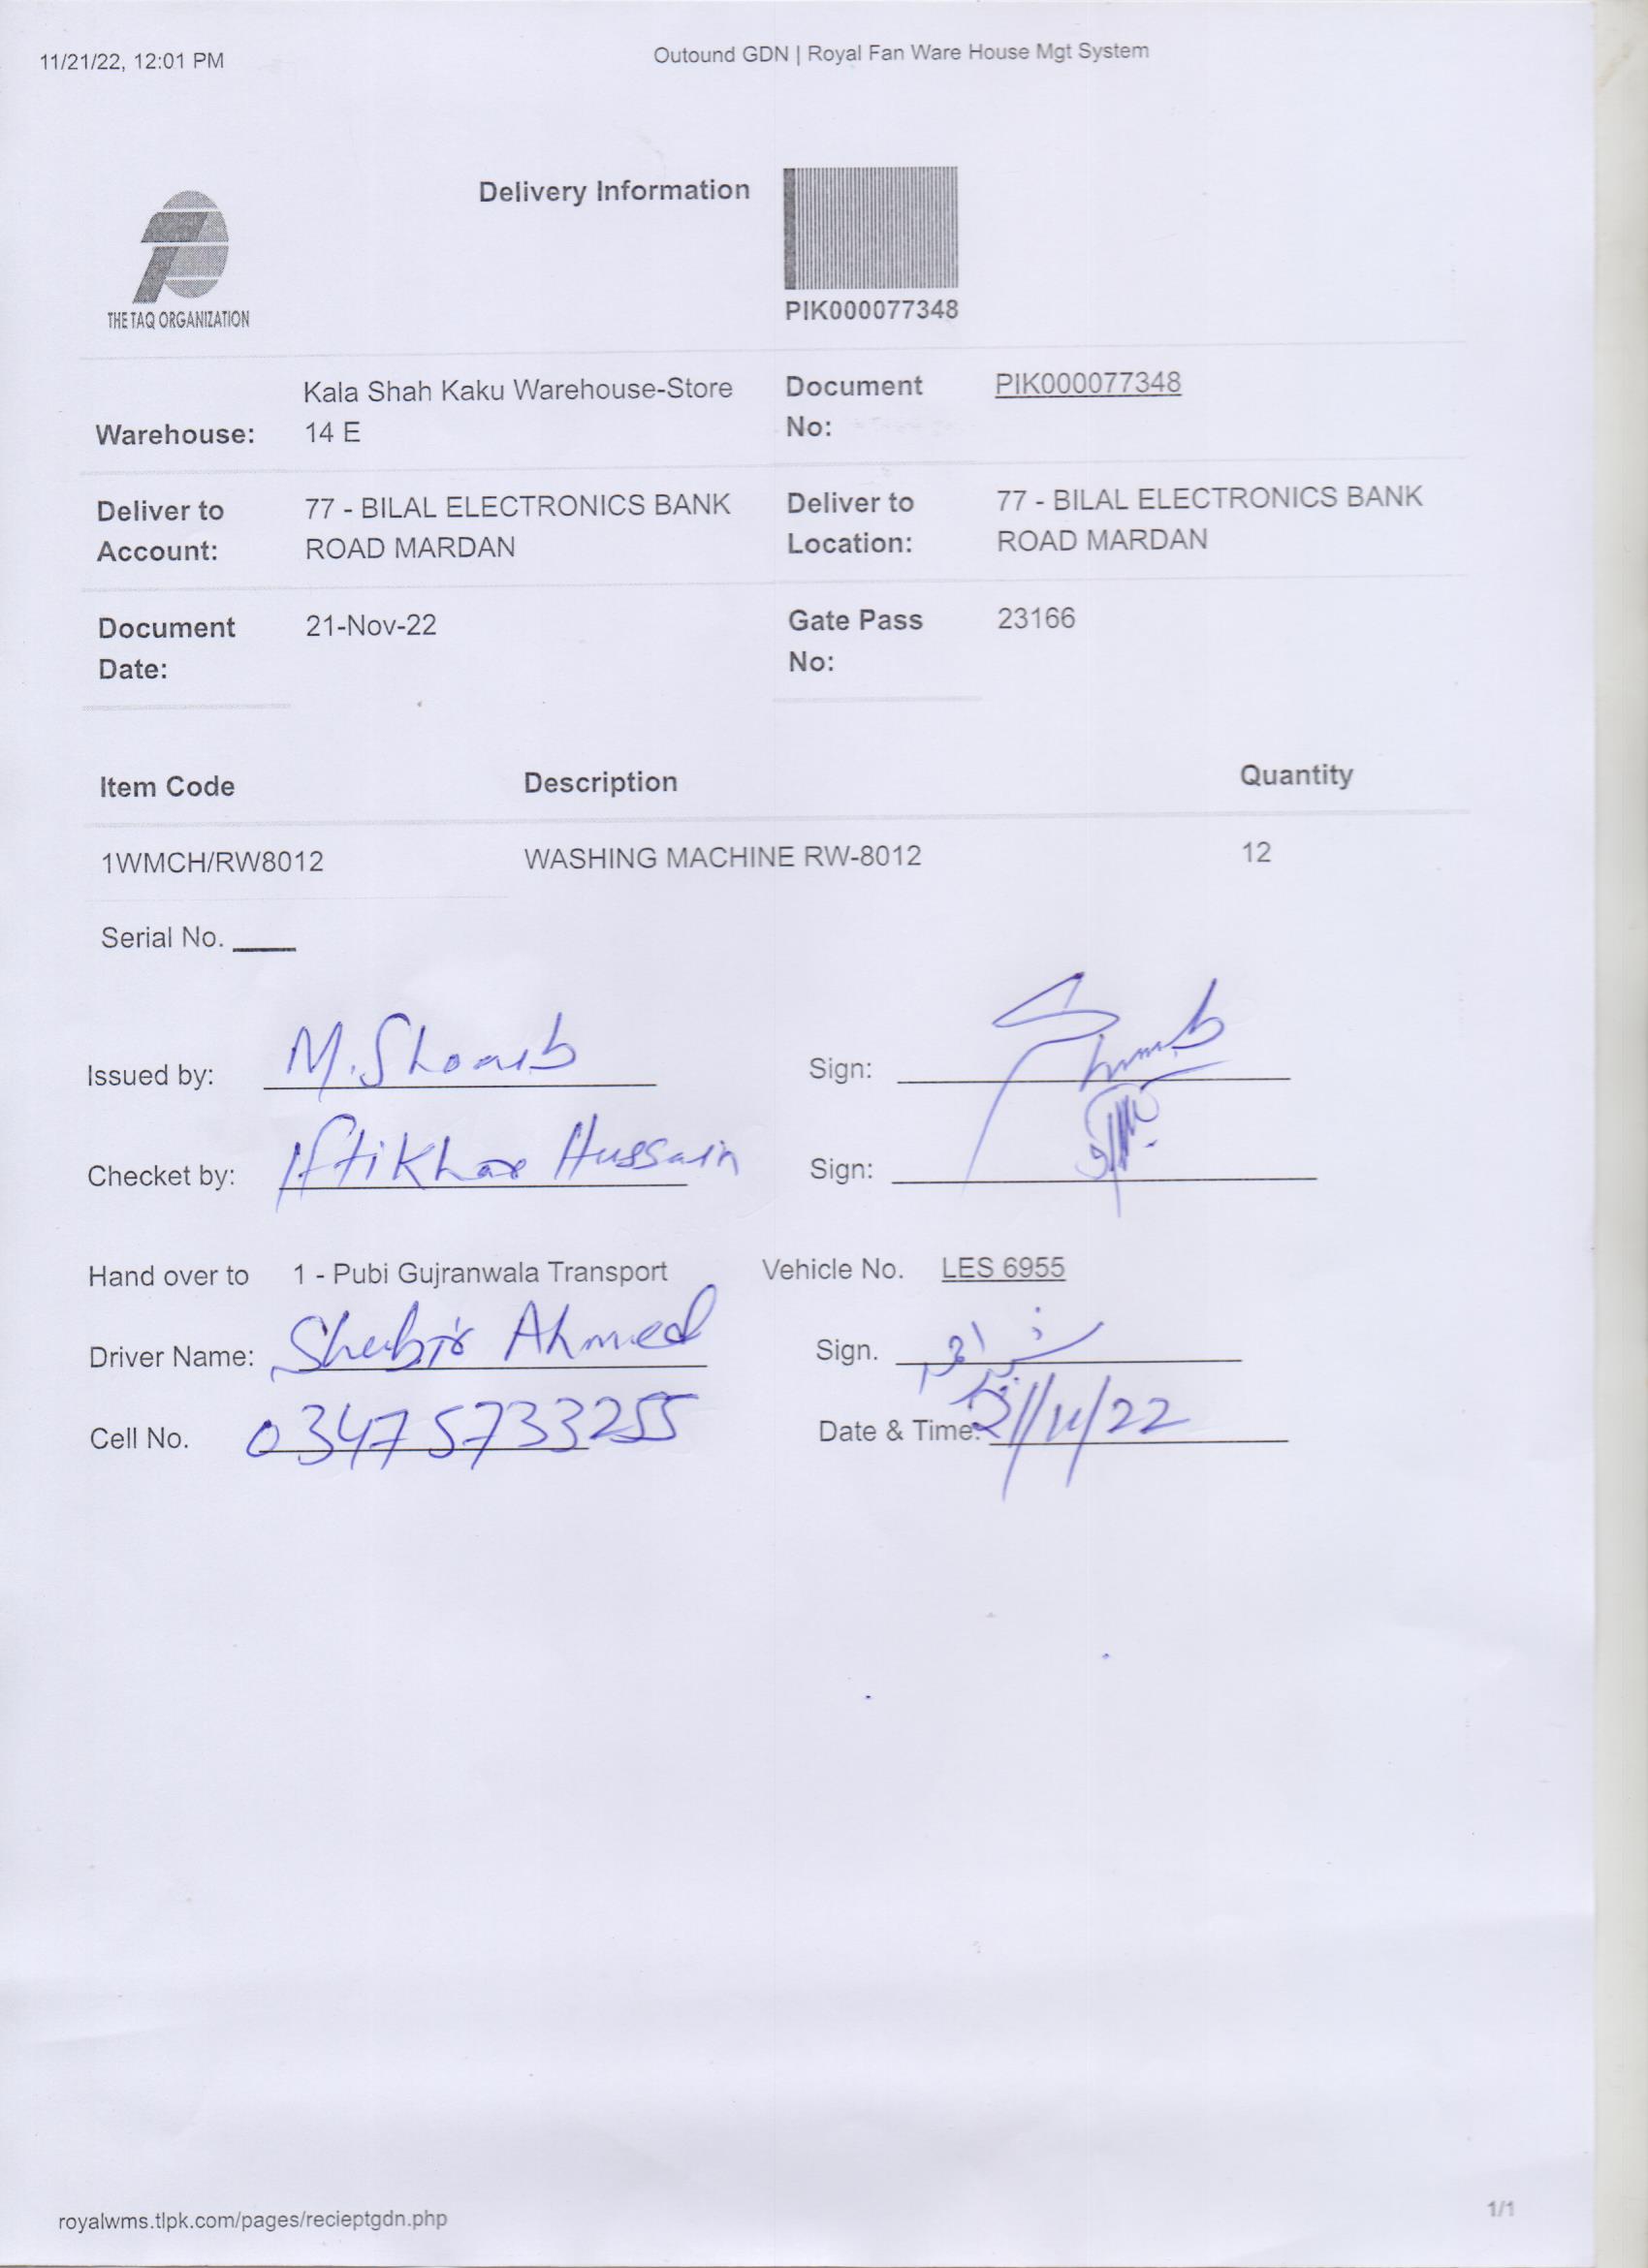 11/21/22, 12:01 PM
Outound GDN | Royal Fan Ware House Mgt System
Delivery Information
THE TAQ ORGANIZATION
PIK000077348
Kala Shah Kaku Warehouse-Store
Document
PIK000077348
Warehouse:
14 E
No:
Deliver to
77 - BILAL ELECTRONICS BANK
Deliver to
77 - BILAL ELECTRONICS BANK
Account:
ROAD MARDAN
Location:
ROAD MARDAN
Document
21-Nov-22
Gate Pass
23166
Date:
No:
Item Code
Description
Quantity
1WMCH/RW8012
WASHING MACHINE RW-8012
12
Serial No. ____
Issued by: M. Shoaib
Sign:
Checket by: Iftikhar Hussain
Sign:
Hand over to 1 - Pubi Gujranwala Transport
Vehicle No. LES 6955
Driver Name: Shabir Ahmed
Sign.
Cell No. 03475733255
Date & Time: 21/11/22
royalwms.tlpk.com/pages/recieptgdn.php
1/1